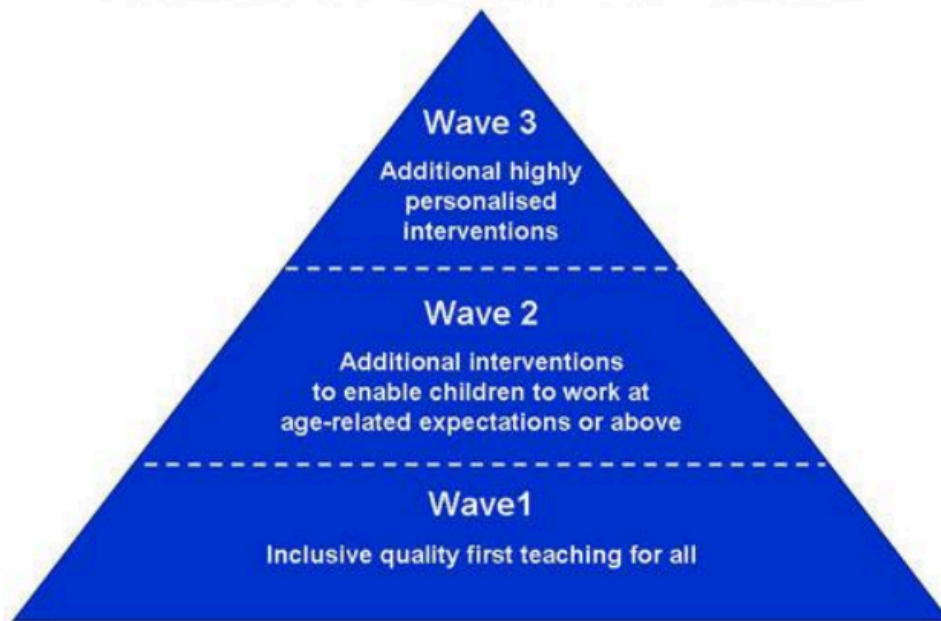 Wave 3
Additional highly
personalised
interventions
Wave 2
Additional interventions
to enable children to work at
age-related expectations or above
Wave1
Inclusive quality first teaching for all